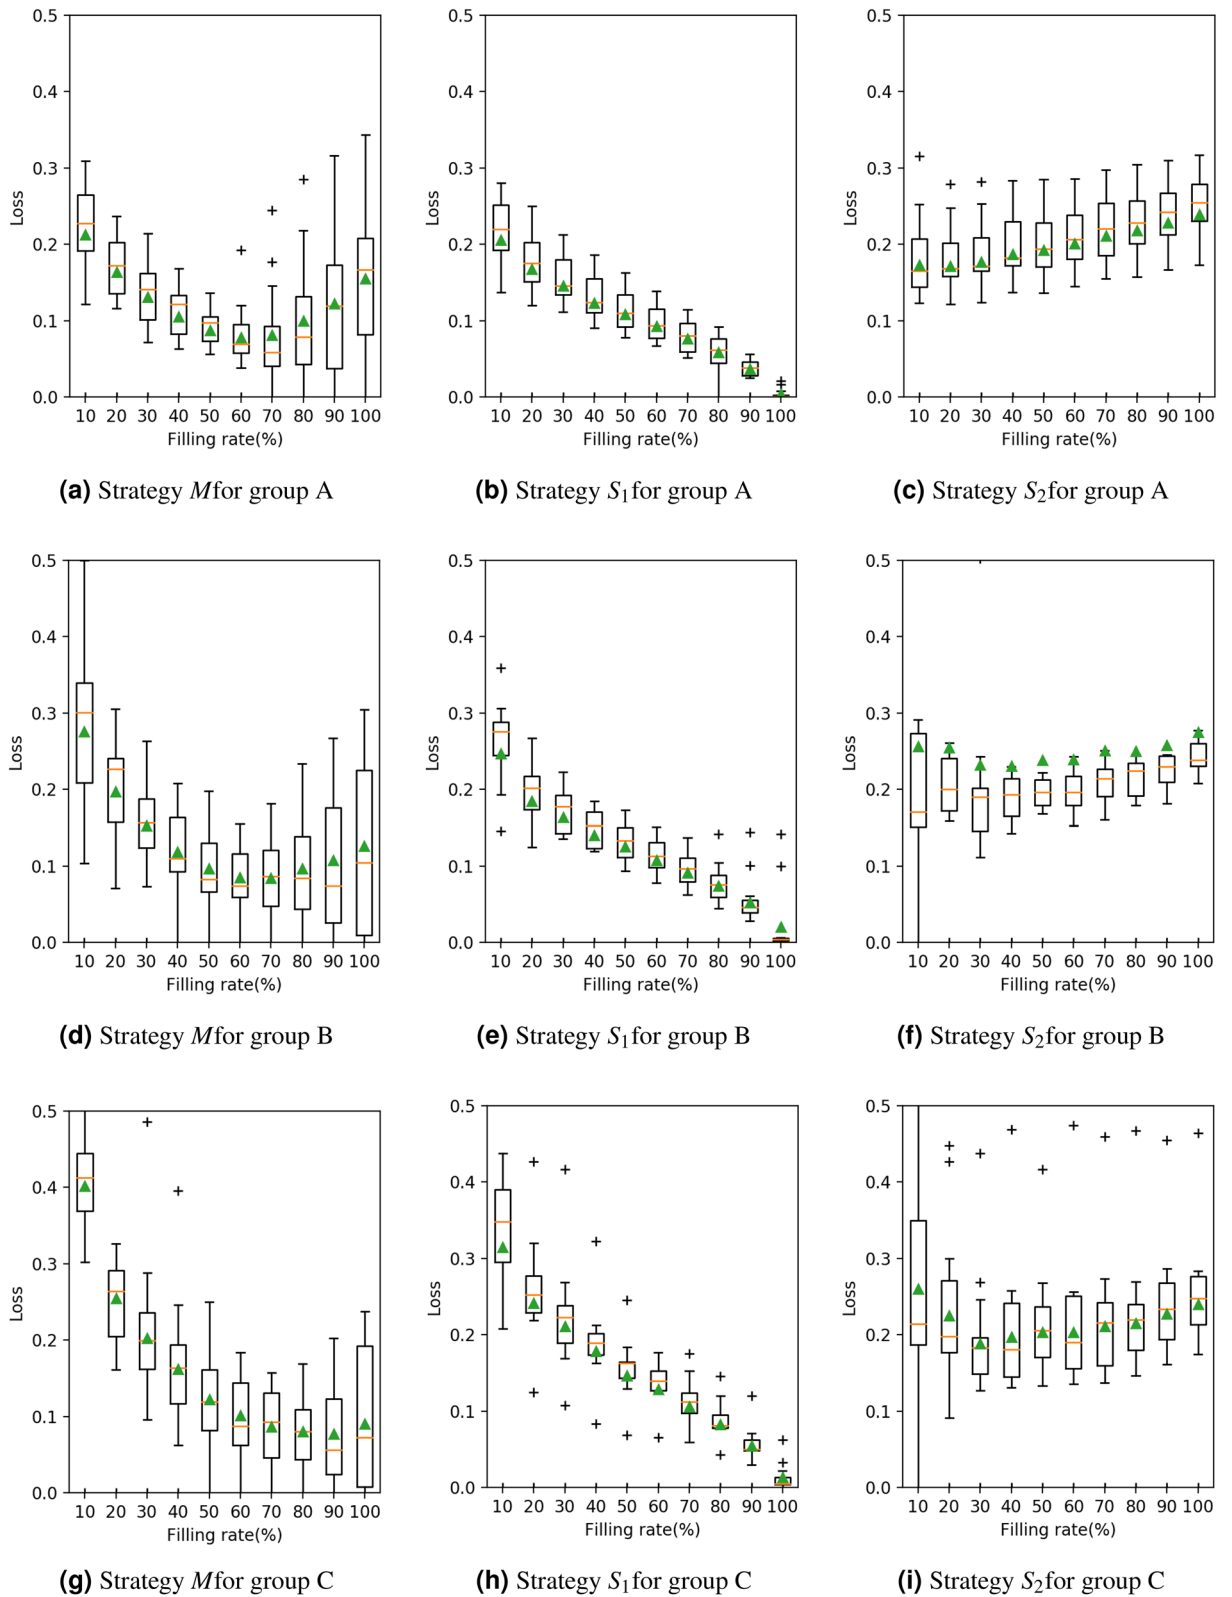 0.5 0.5 0.5
0.4 0.4 0.4
0.3 0.3 0.3
Loss Loss Loss
0.2 0.2 0.2
0.1 0.1 0.1
0.0 0.0 0.0
10 20 30 40 50 60 70 80 90 100 10 20 30 40 50 60 70 80 90 100 10 20 30 40 50 60 70 80 90 100
Filling rate(%) Filling rate(%) Filling rate(%)
(a) Strategy Mfor group A (b) Strategy S1for group A (c) Strategy S2for group A
0.5 0.5 0.5
0.4 0.4 0.4
0.3 0.3 0.3
Loss Loss Loss
0.2 0.2 0.2
0.1 0.1 0.1
0.0 0.0 0.0
10 20 30 40 50 60 70 80 90 100 10 20 30 40 50 60 70 80 90 100 10 20 30 40 50 60 70 80 90 100
Filling rate(%) Filling rate(%) Filling rate(%)
(d) Strategy Mfor group B (e) Strategy S1for group B (f) Strategy S2for group B
0.5 0.5 0.5
0.4 0.4 0.4
0.3 0.3 0.3
Loss Loss Loss
0.2 0.2 0.2
0.1 0.1 0.1
0.0 0.0 0.0
10 20 30 40 50 60 70 80 90 100 10 20 30 40 50 60 70 80 90 100 10 20 30 40 50 60 70 80 90 100
Filling rate(%) Filling rate(%) Filling rate(%)
(g) Strategy Mfor group C (h) Strategy S1for group C (i) Strategy S2for group C